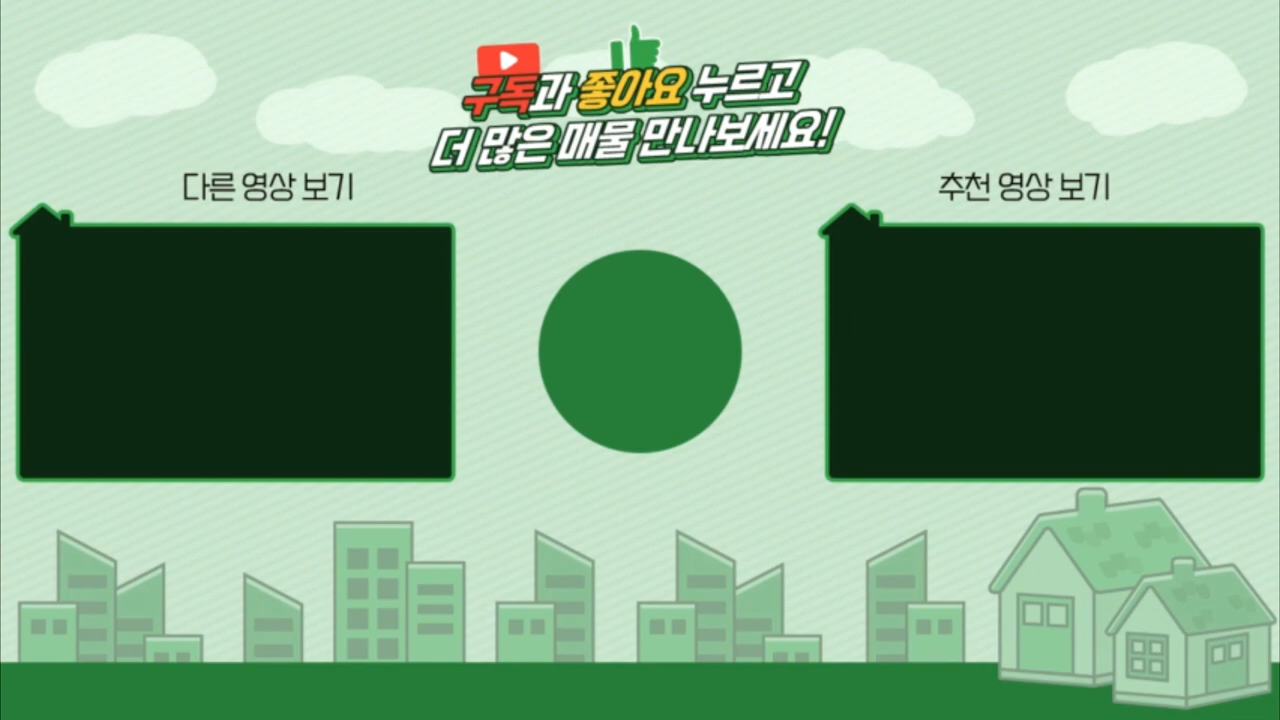 구독과 좋아요 누르고
더 많은 매물 만나보세요!
다른 영상 보기
추천 영상 보기